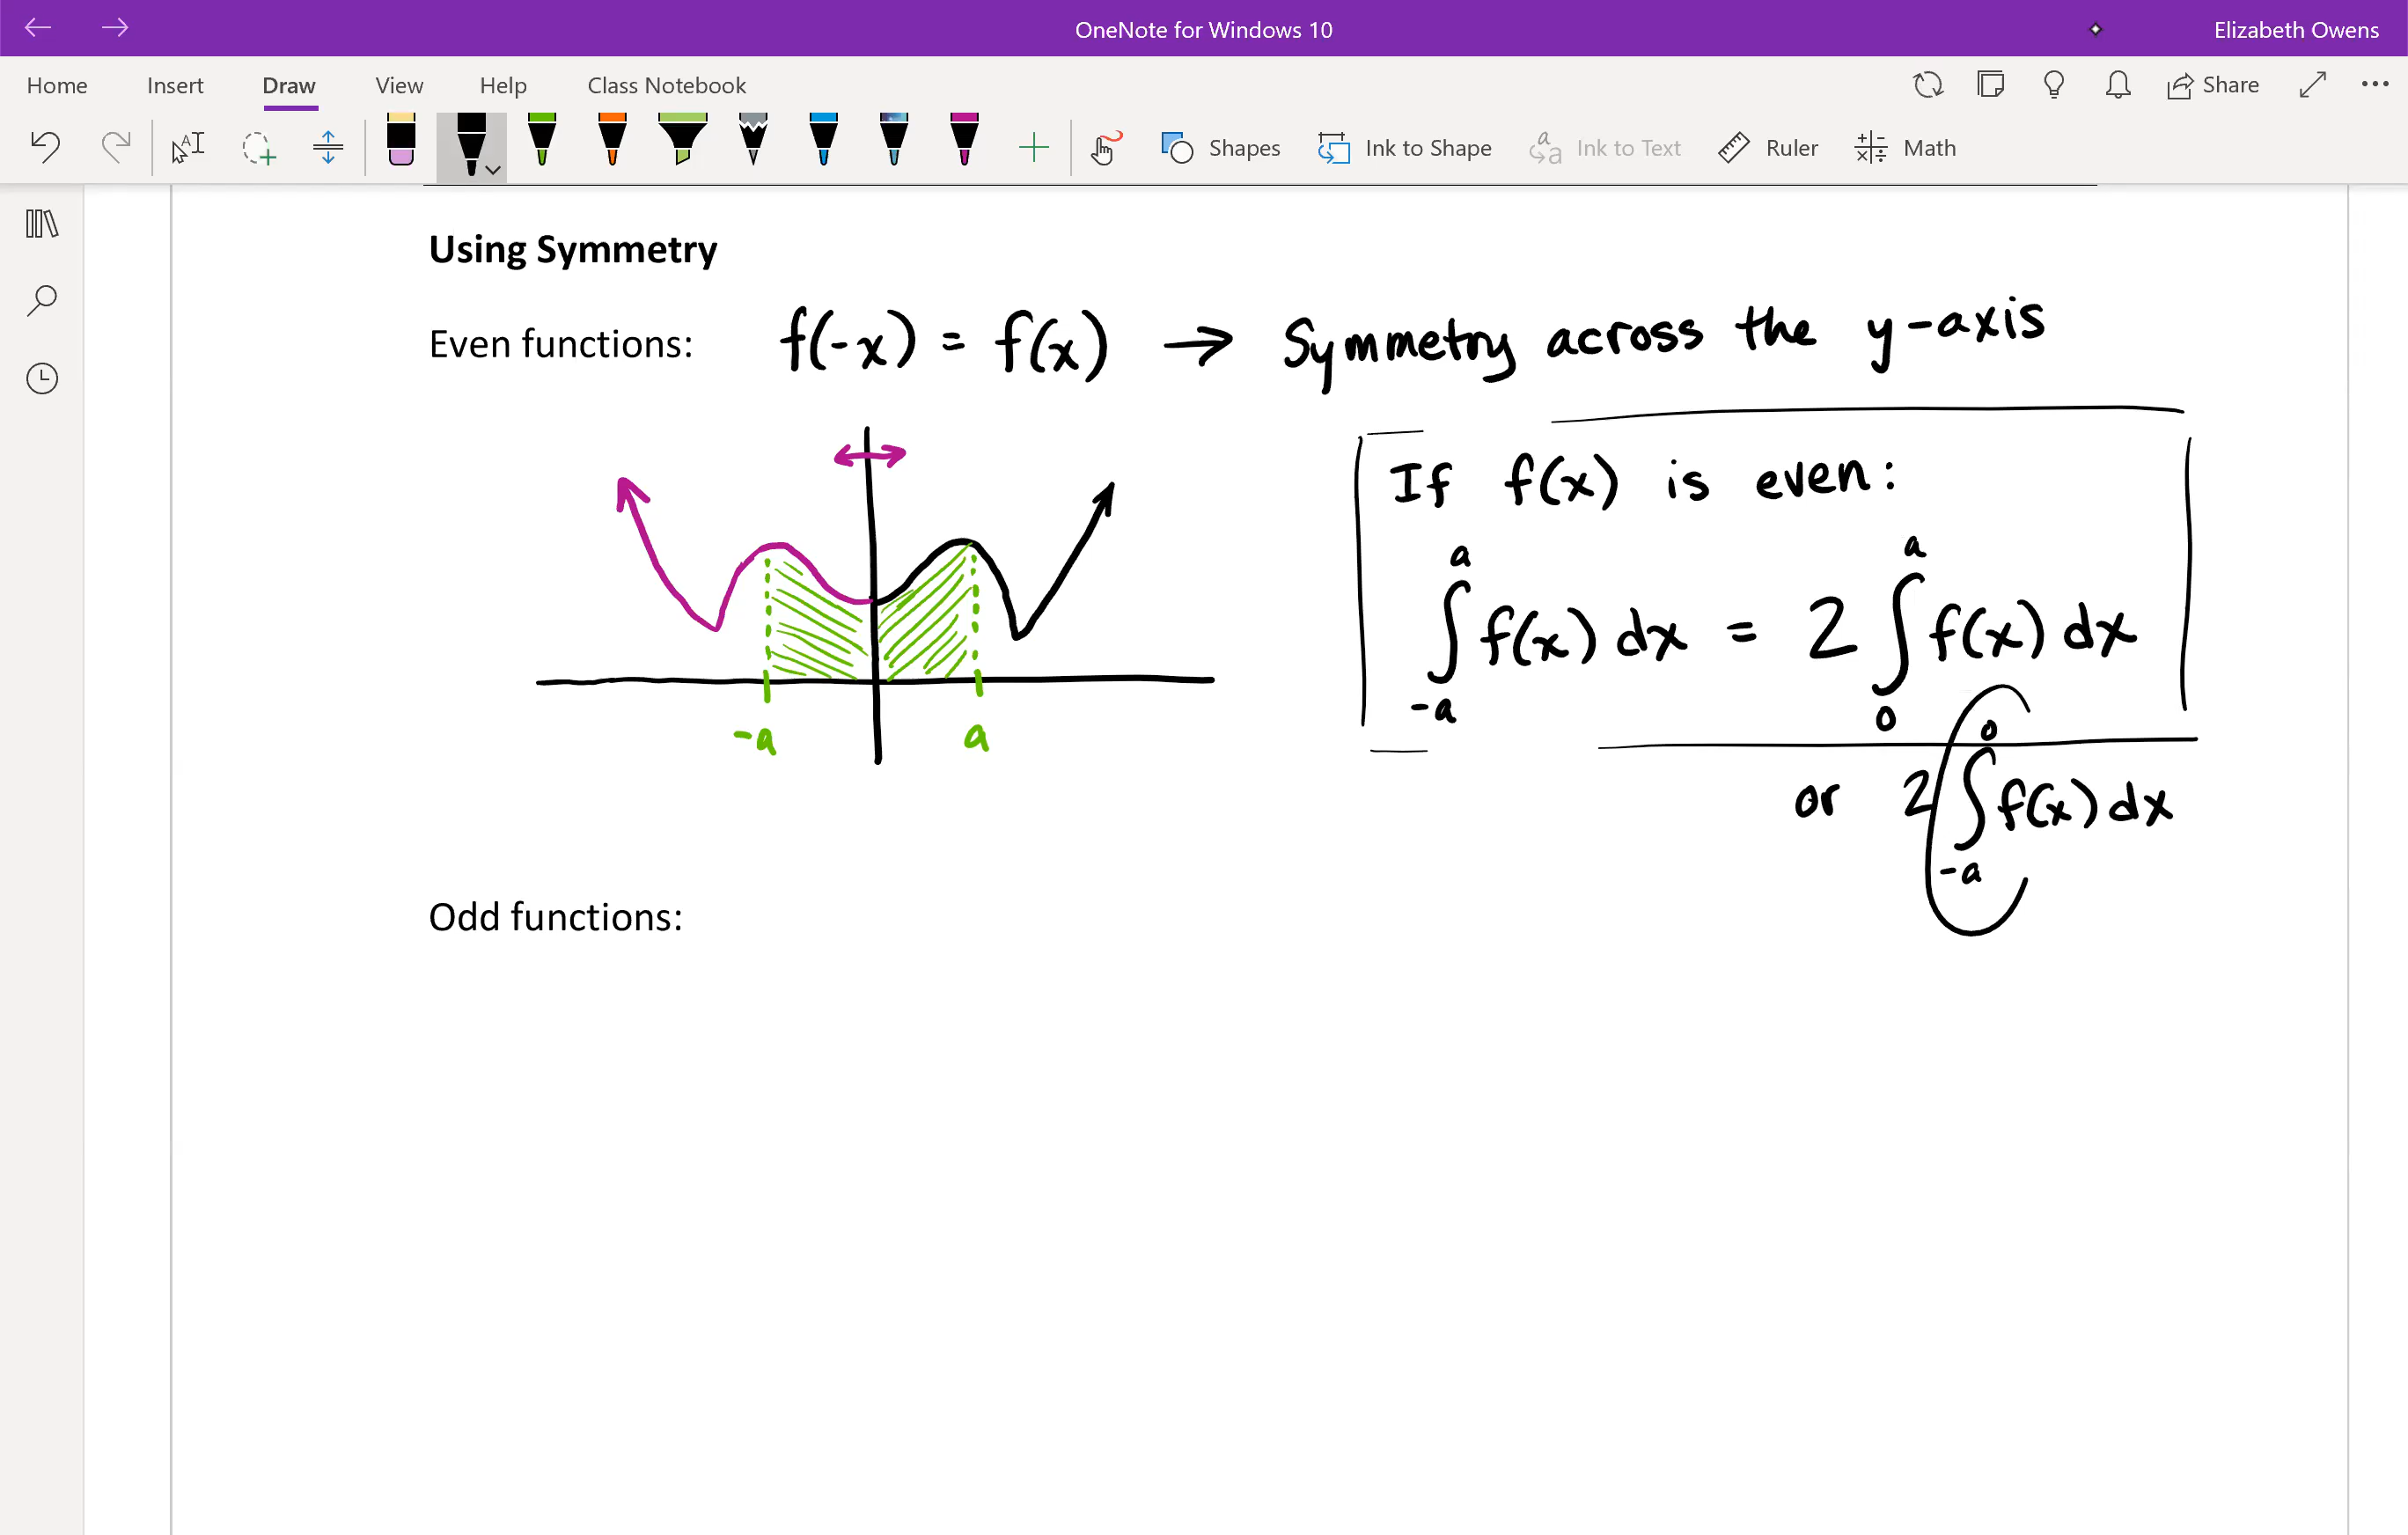 OneNote for Windows 10
Elizabeth Owens
Home Insert Draw View Help Class Notebook
Share
Shapes Ink to Shape Ink to Text Ruler Math
Using Symmetry
Even functions: f(-x) = f(x) → Symmetry across the y-axis
If f(x) is even:
∫_{-a}^{a} f(x) dx = 2 ∫_{0}^{a} f(x) dx
-a a
or 2 ∫_{-a}^{0} f(x) dx
Odd functions: